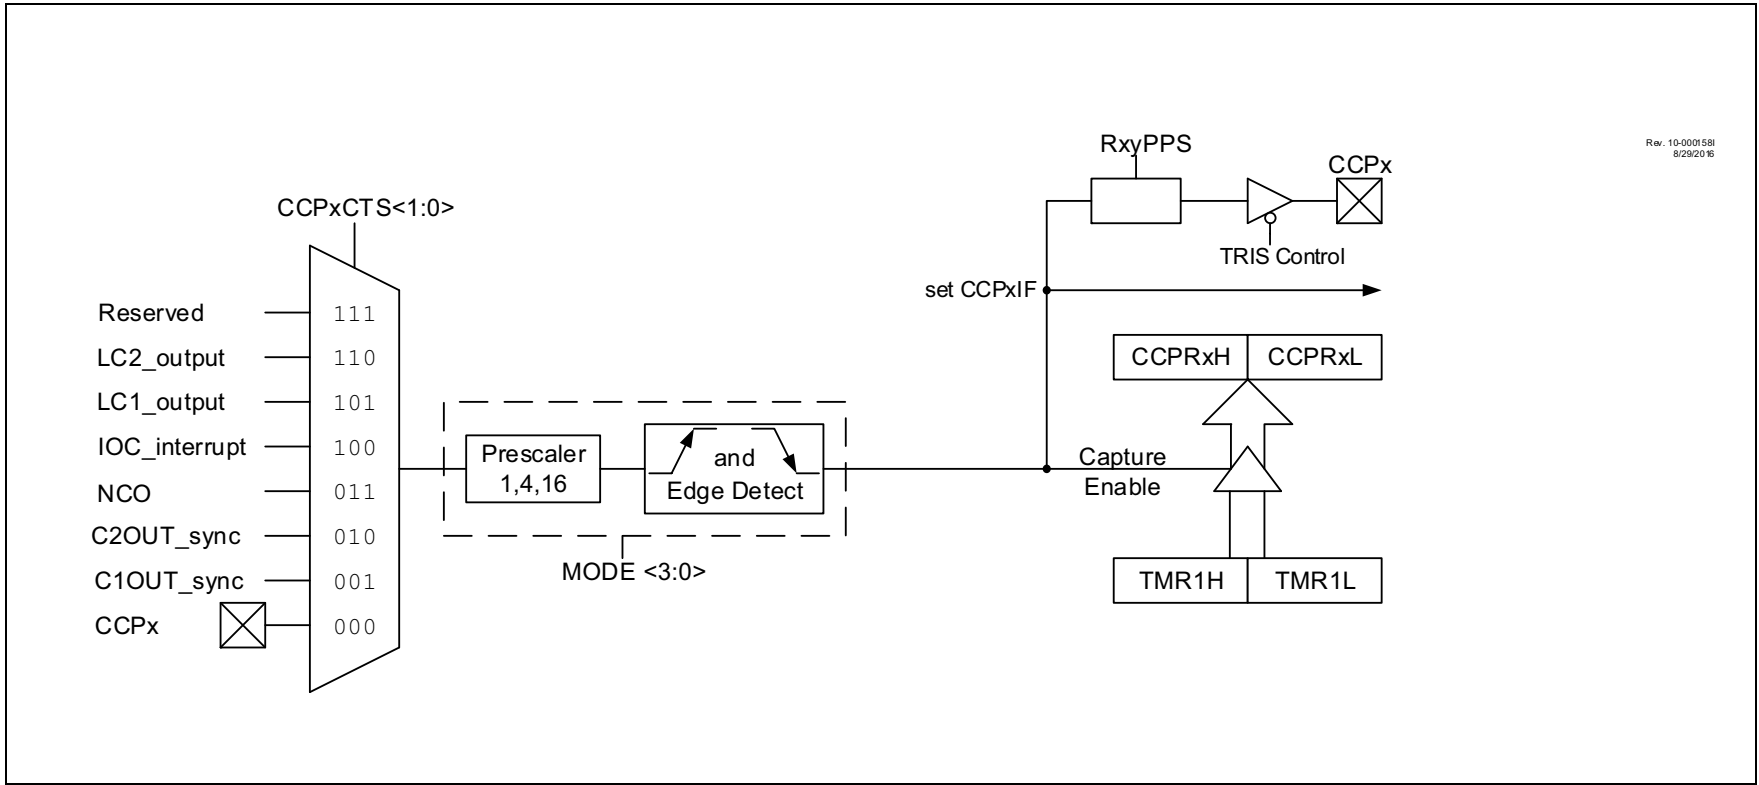 Rev. 10-000158I
8/29/2016
RxyPPS
CCPx
TRIS Control
CCPxCTS<1:0>
set CCPxIF
Reserved 111
LC2_output 110
LC1_output 101
IOC_interrupt 100
NCO 011
C2OUT_sync 010
C1OUT_sync 001
CCPx 000
Prescaler
1,4,16
and
Edge Detect
MODE <3:0>
CCPRxH CCPRxL
Capture
Enable
TMR1H TMR1L